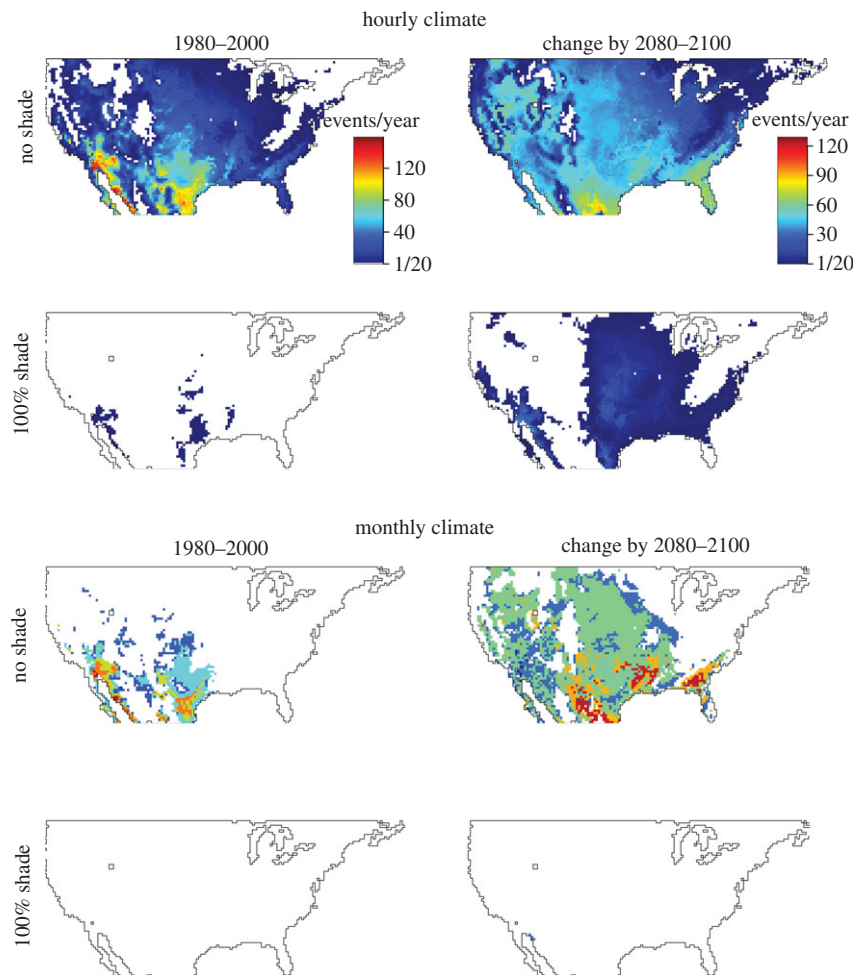 hourly climate
1980–2000
change by 2080–2100
no shade
events/year
120
80
40
1/20
events/year
120
90
60
30
1/20
100% shade
monthly climate
1980–2000
change by 2080–2100
no shade
100% shade